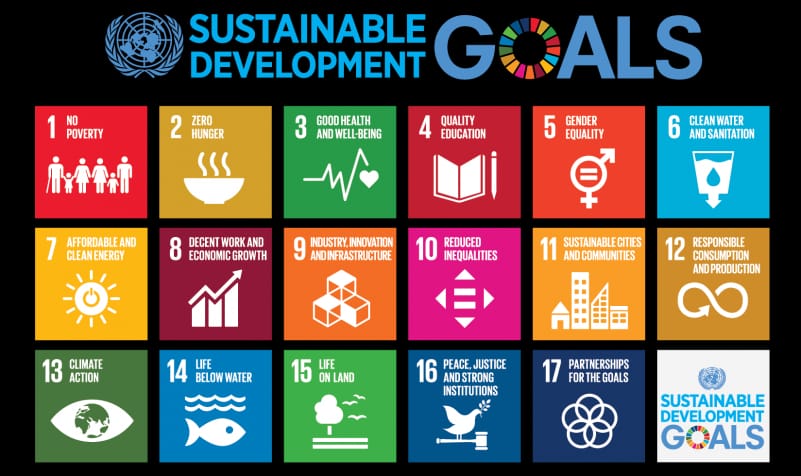 SUSTAINABLE
DEVELOPMENT
GOALS
1 NO
POVERTY
2 ZERO
HUNGER
3 GOOD HEALTH
AND WELL-BEING
4 QUALITY
EDUCATION
5 GENDER
EQUALITY
6 CLEAN WATER
AND SANITATION
7 AFFORDABLE AND
CLEAN ENERGY
8 DECENT WORK AND
ECONOMIC GROWTH
9 INDUSTRY, INNOVATION
AND INFRASTRUCTURE
10 REDUCED
INEQUALITIES
11 SUSTAINABLE CITIES
AND COMMUNITIES
12 RESPONSIBLE
CONSUMPTION
AND PRODUCTION
13 CLIMATE
ACTION
14 LIFE
BELOW WATER
15 LIFE
ON LAND
16 PEACE, JUSTICE
AND STRONG
INSTITUTIONS
17 PARTNERSHIPS
FOR THE GOALS
SUSTAINABLE
DEVELOPMENT
GOALS